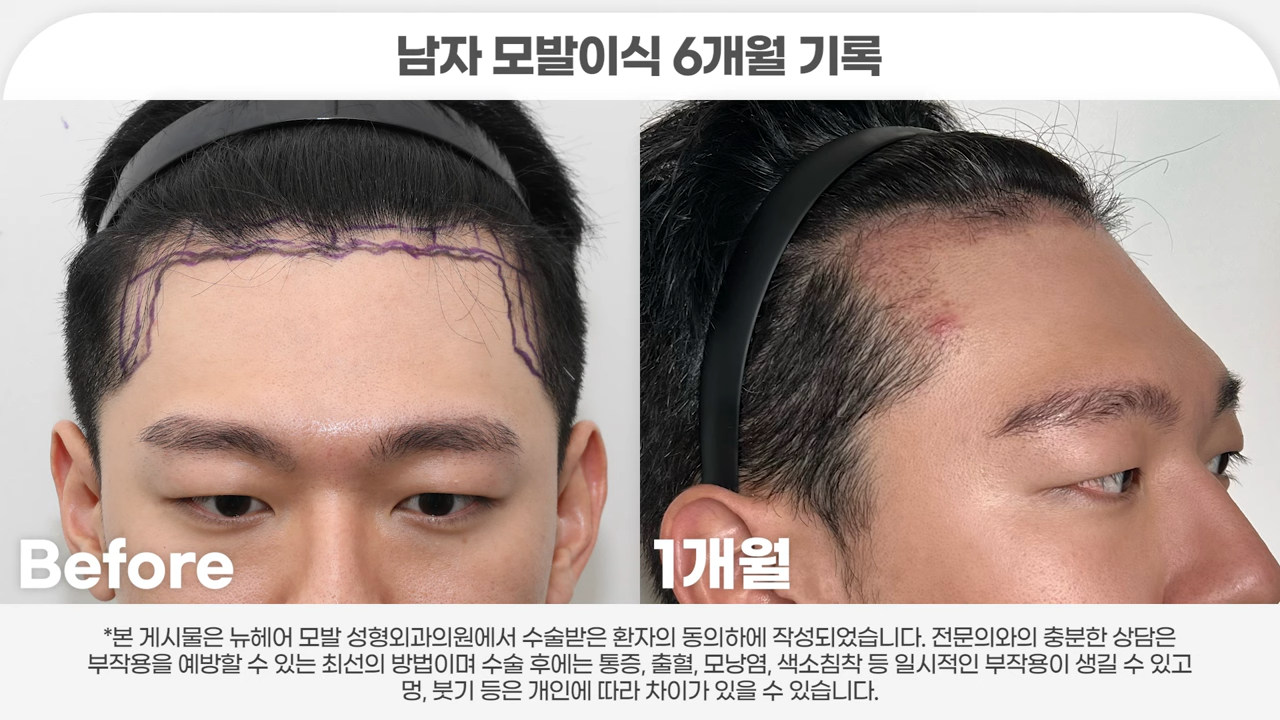 남자 모발이식 6개월 기록
Before
1개월
*본 게시물은 뉴헤어 모발 성형외과의원에서 수술받은 환자의 동의하에 작성되었습니다. 전문의와의 충분한 상담은
부작용을 예방할 수 있는 최선의 방법이며 수술 후에는 통증, 출혈, 모낭염, 색소침착 등 일시적인 부작용이 생길 수 있고
멍, 붓기 등은 개인에 따라 차이가 있을 수 있습니다.